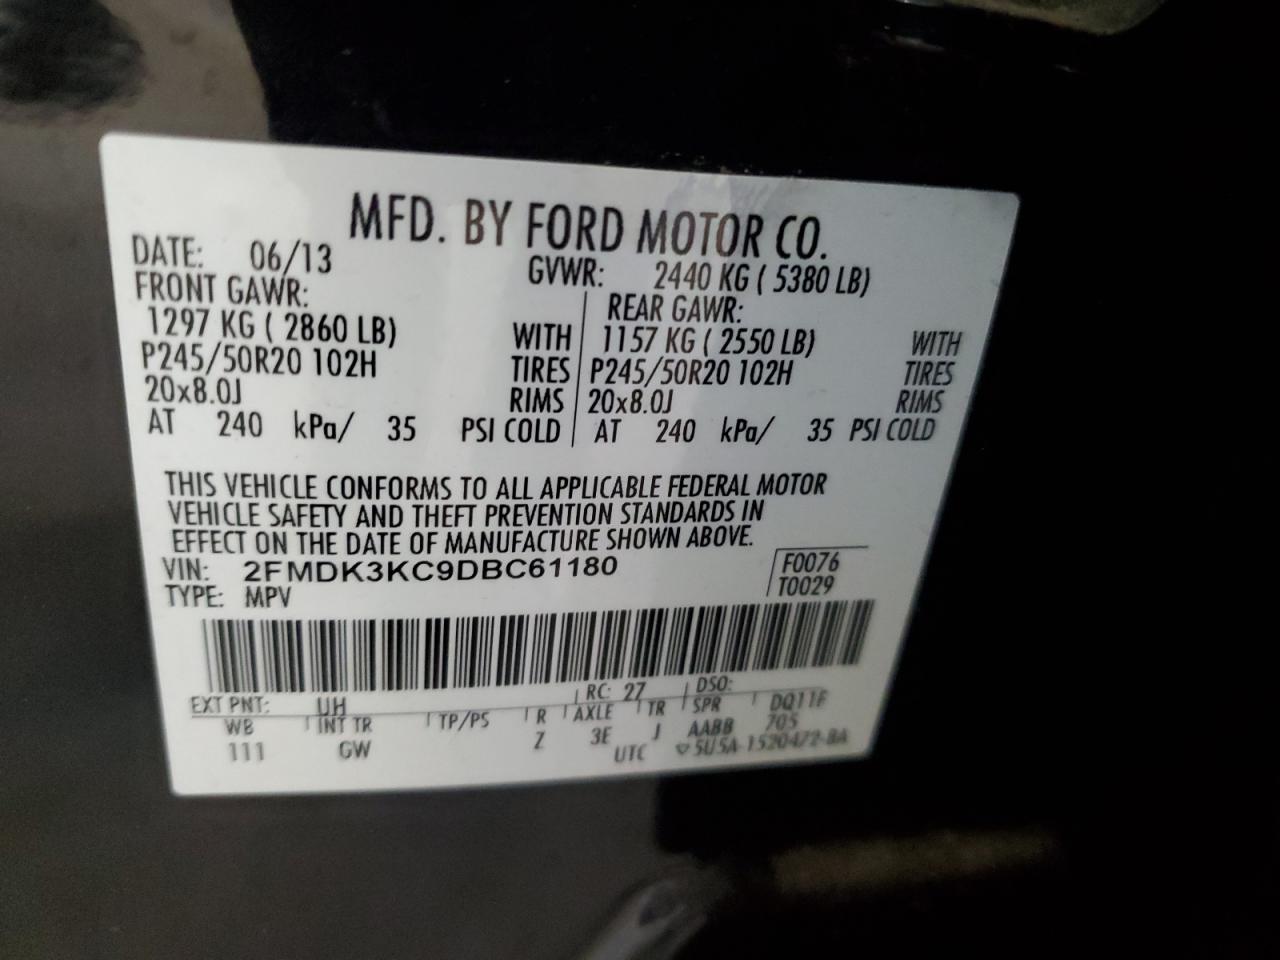 MFD. BY FORD MOTOR CO.
DATE: 06/13 GVWR: 2440 KG ( 5380 LB)
FRONT GAWR: REAR GAWR:
1297 KG ( 2860 LB) WITH 1157 KG ( 2550 LB) WITH
P245/50R20 102H TIRES P245/50R20 102H TIRES
20x8.0J RIMS 20x8.0J RIMS
AT 240 kPa/ 35 PSI COLD AT 240 kPa/ 35 PSI COLD
THIS VEHICLE CONFORMS TO ALL APPLICABLE FEDERAL MOTOR
VEHICLE SAFETY AND THEFT PREVENTION STANDARDS IN
EFFECT ON THE DATE OF MANUFACTURE SHOWN ABOVE.
VIN: 2FMDK3KC9DBC61180 F0076
TYPE: MPV T0029
EXT PNT: UH RC: 27 DSO:
WB INT TR TP/PS R AXLE TR SPR
111 GW Z 3E J AABB 705
UTC 5U5A-1520472-BA